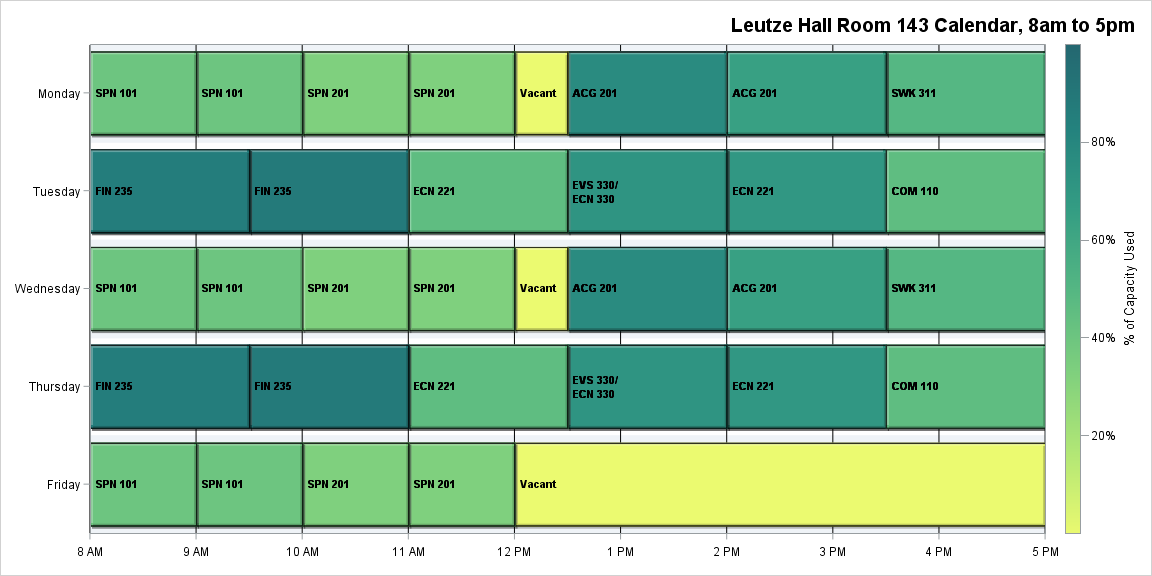 Leutze Hall Room 143 Calendar, 8am to 5pm
Monday
SPN 101
SPN 101
SPN 201
SPN 201
Vacant
ACG 201
ACG 201
SWK 311
Tuesday
FIN 235
FIN 235
ECN 221
EVS 330/
ECN 330
ECN 221
COM 110
Wednesday
SPN 101
SPN 101
SPN 201
SPN 201
Vacant
ACG 201
ACG 201
SWK 311
Thursday
FIN 235
FIN 235
ECN 221
EVS 330/
ECN 330
ECN 221
COM 110
Friday
SPN 101
SPN 101
SPN 201
SPN 201
Vacant
8 AM
9 AM
10 AM
11 AM
12 PM
1 PM
2 PM
3 PM
4 PM
5 PM
80%
60%
40%
20%
% of Capacity Used